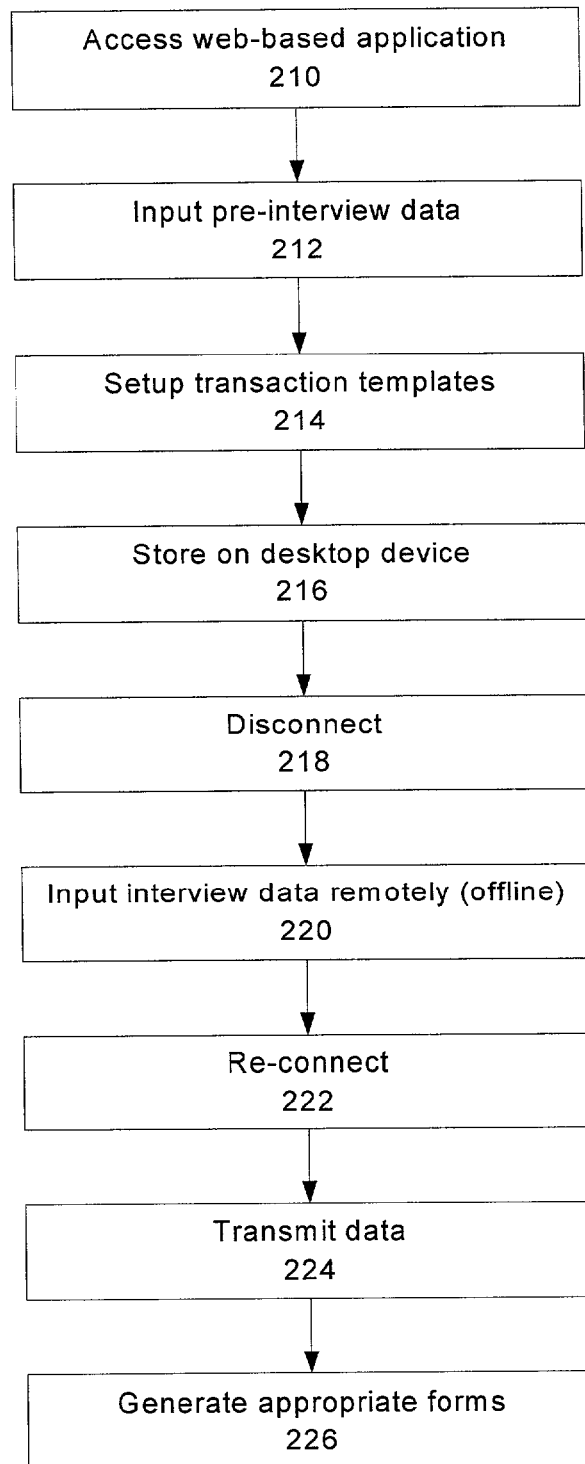 Access web-based application
210
Input pre-interview data
212
Setup transaction templates
214
Store on desktop device
216
Disconnect
218
Input interview data remotely (offline)
220
Re-connect
222
Transmit data
224
Generate appropriate forms
226